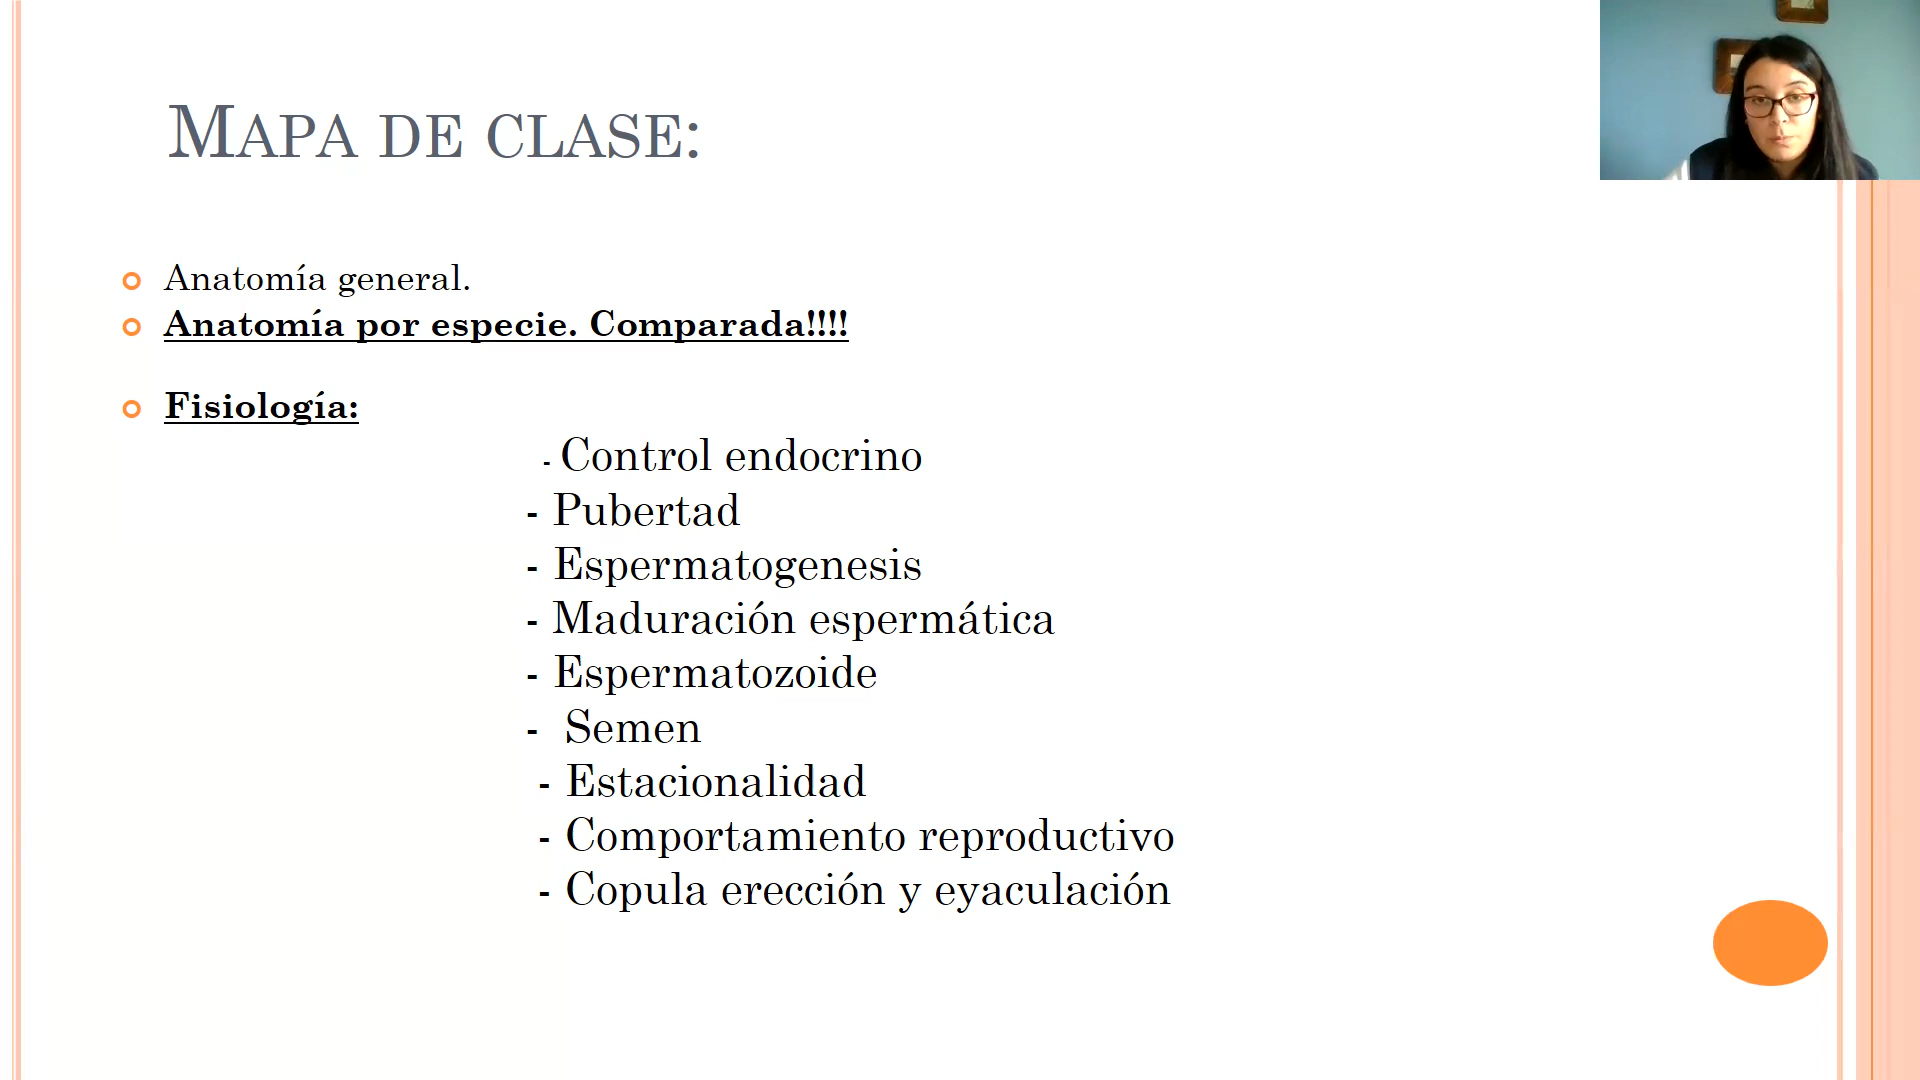 MAPA DE CLASE:
Anatomía general.
Anatomía por especie. Comparada!!!!
Fisiología:
- Control endocrino
- Pubertad
- Espermatogenesis
- Maduración espermática
- Espermatozoide
- Semen
- Estacionalidad
- Comportamiento reproductivo
- Copula erección y eyaculación